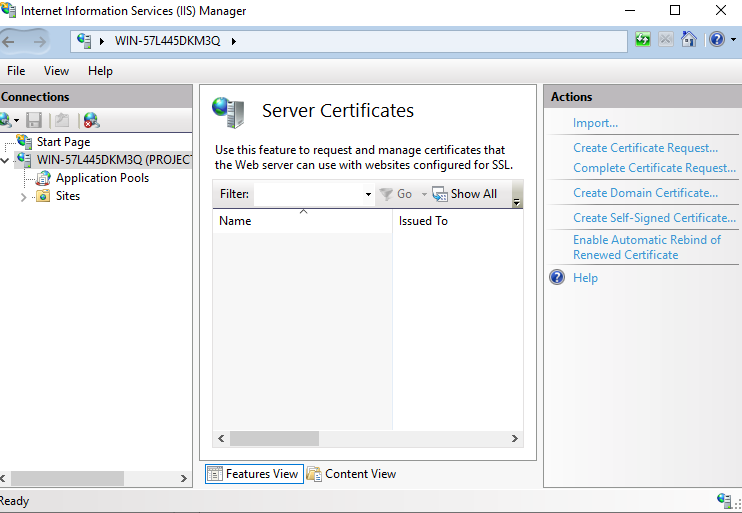 Internet Information Services (IIS) Manager
WIN-57L445DKM3Q
File View Help
Connections
Start Page
WIN-57L445DKM3Q (PROJECT
Application Pools
Sites
Server Certificates
Use this feature to request and manage certificates that
the Web server can use with websites configured for SSL.
Filter: Go Show All
Name Issued To
Features View Content View
Actions
Import...
Create Certificate Request...
Complete Certificate Request...
Create Domain Certificate...
Create Self-Signed Certificate...
Enable Automatic Rebind of
Renewed Certificate
Help
Ready